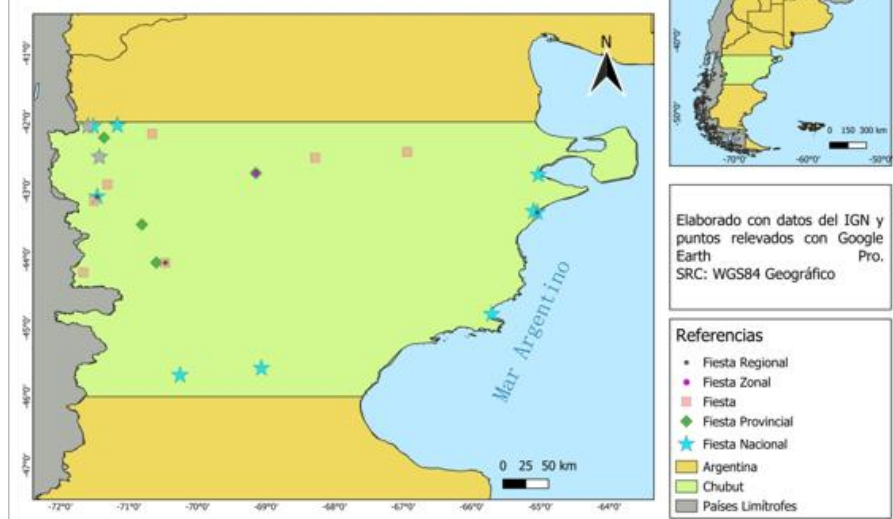 N
-41°0'
-42°0'
-43°0'
-44°0'
-45°0'
-46°0'
-47°0'
Mar Argentino
0 25 50 km
-72°0' -71°0' -70°0' -69°0' -68°0' -67°0' -66°0' -65°0' -64°0'
-40°0'
-50°0'
0 150 300 km
-70°0' -60°0' -50°0'
Elaborado con datos del IGN y
puntos relevados con Google
Earth Pro.
SRC: WGS84 Geográfico
Referencias
Fiesta Regional
Fiesta Zonal
Fiesta
Fiesta Provincial
Fiesta Nacional
Argentina
Chubut
Países Limítrofes